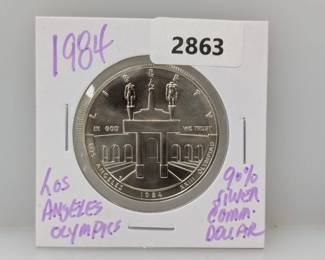 1984
2863
LIBERTY
IN GOD WE TRUST
LOS ANGELES XXIII OLYMPIAD
1984
Los
ANGELES
OLYMPICS
90%
SILVER
COMM.
DOLLAR